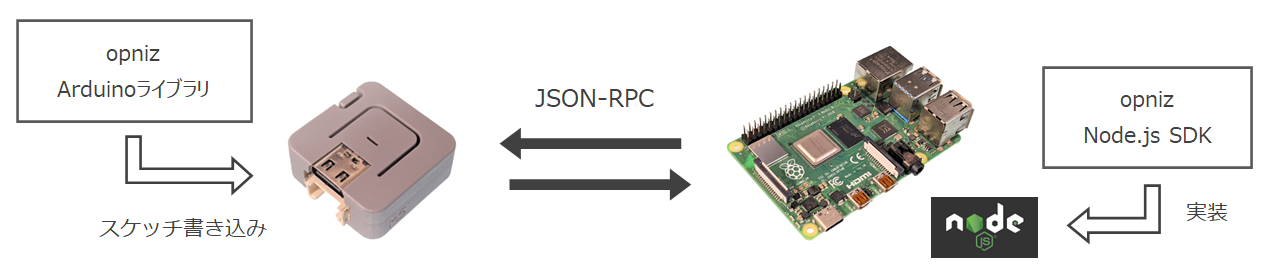 opniz
Arduinoライブラリ
スケッチ書き込み
JSON-RPC
HDMI
node
JS
opniz
Node.js SDK
実装